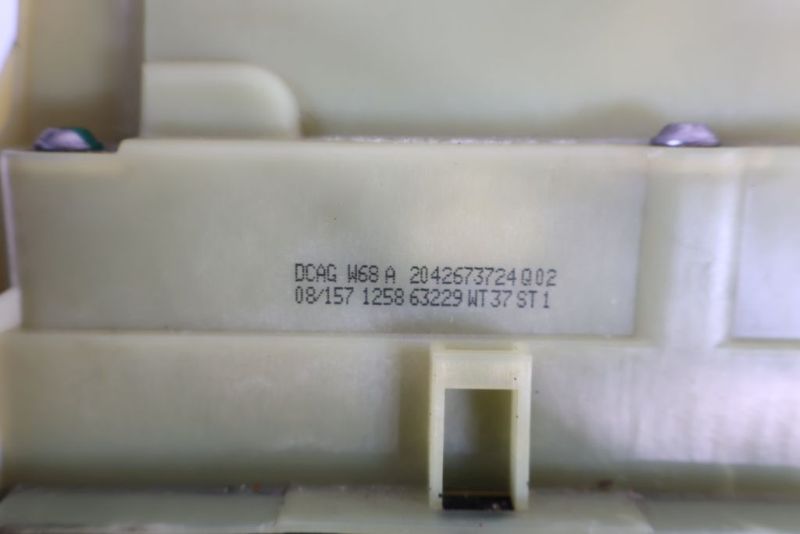 DCAG W68 A 2042673724 Q02
08/157 1258 63229 WT37 ST1